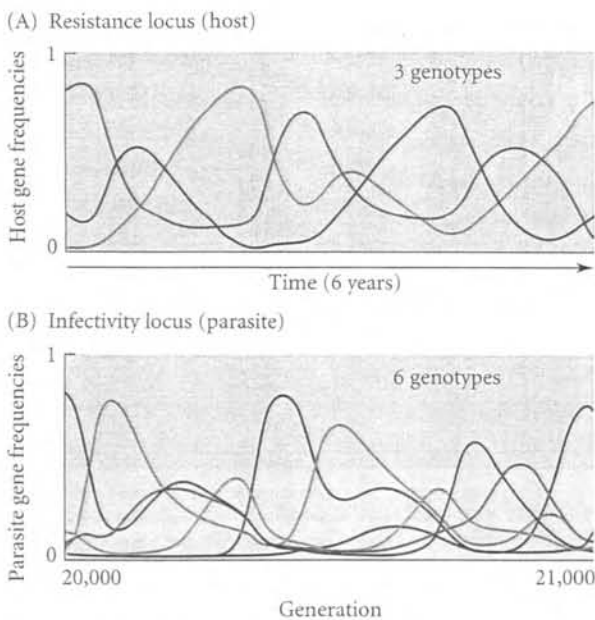 (A) Resistance locus (host)
1
3 genotypes
Host gene frequencies
0
Time (6 years)
(B) Infectivity locus (parasite)
1
6 genotypes
Parasite gene frequencies
0
20,000
21,000
Generation